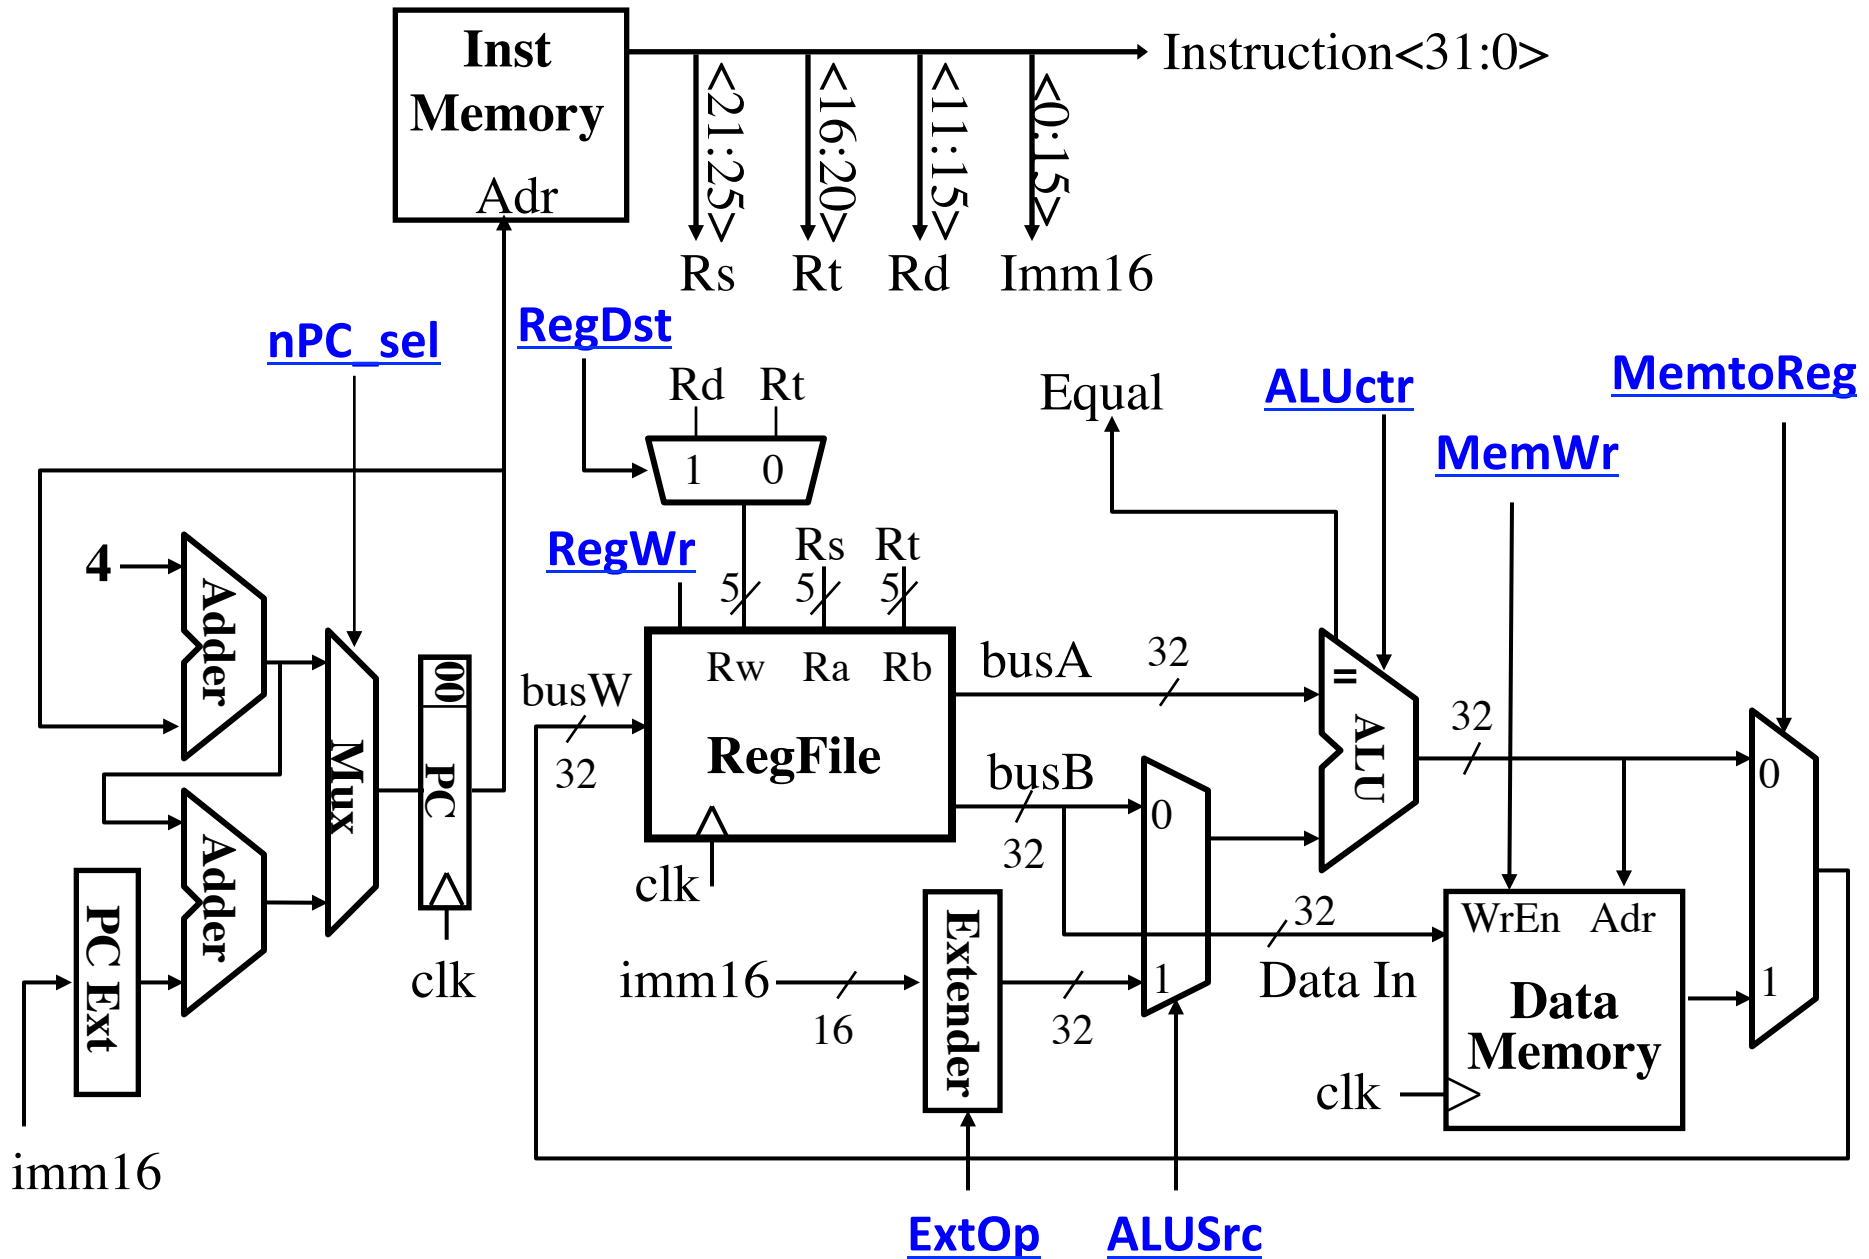 Inst
Memory
Adr
Instruction<31:0>
<21:25>
<16:20>
<11:15>
<0:15>
Rs
Rt
Rd
Imm16
nPC_sel
RegDst
Rd
Rt
1
0
Equal
ALUctr
MemtoReg
MemWr
RegWr
Rs
Rt
5
5
5
4
Adder
Mux
00
PC
clk
Adder
PC Ext
imm16
busW
32
Rw
Ra
Rb
RegFile
clk
busA
32
busB
32
0
1
=
ALU
32
imm16
16
Extender
32
32
Data In
WrEn
Adr
Data
Memory
clk
0
1
ExtOp
ALUSrc